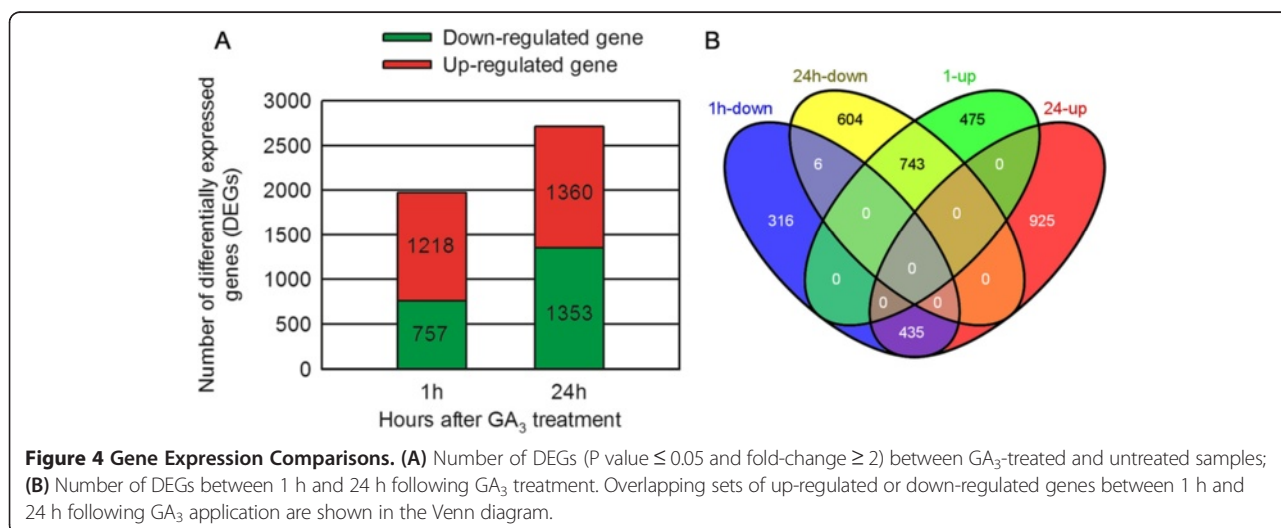 A
Down-regulated gene
Up-regulated gene
Number of differentially expressed
genes (DEGs)
3000
2500
2000
1500
1000
500
0
1218
757
1360
1353
1h
24h
Hours after GA₃ treatment
B
24h-down
1-up
1h-down
24-up
604
475
6
743
0
316
0
0
925
0
0
0
0
0
435
Figure 4 Gene Expression Comparisons. (A) Number of DEGs (P value ≤ 0.05 and fold-change ≥ 2) between GA₃-treated and untreated samples;
(B) Number of DEGs between 1 h and 24 h following GA₃ treatment. Overlapping sets of up-regulated or down-regulated genes between 1 h and
24 h following GA₃ application are shown in the Venn diagram.